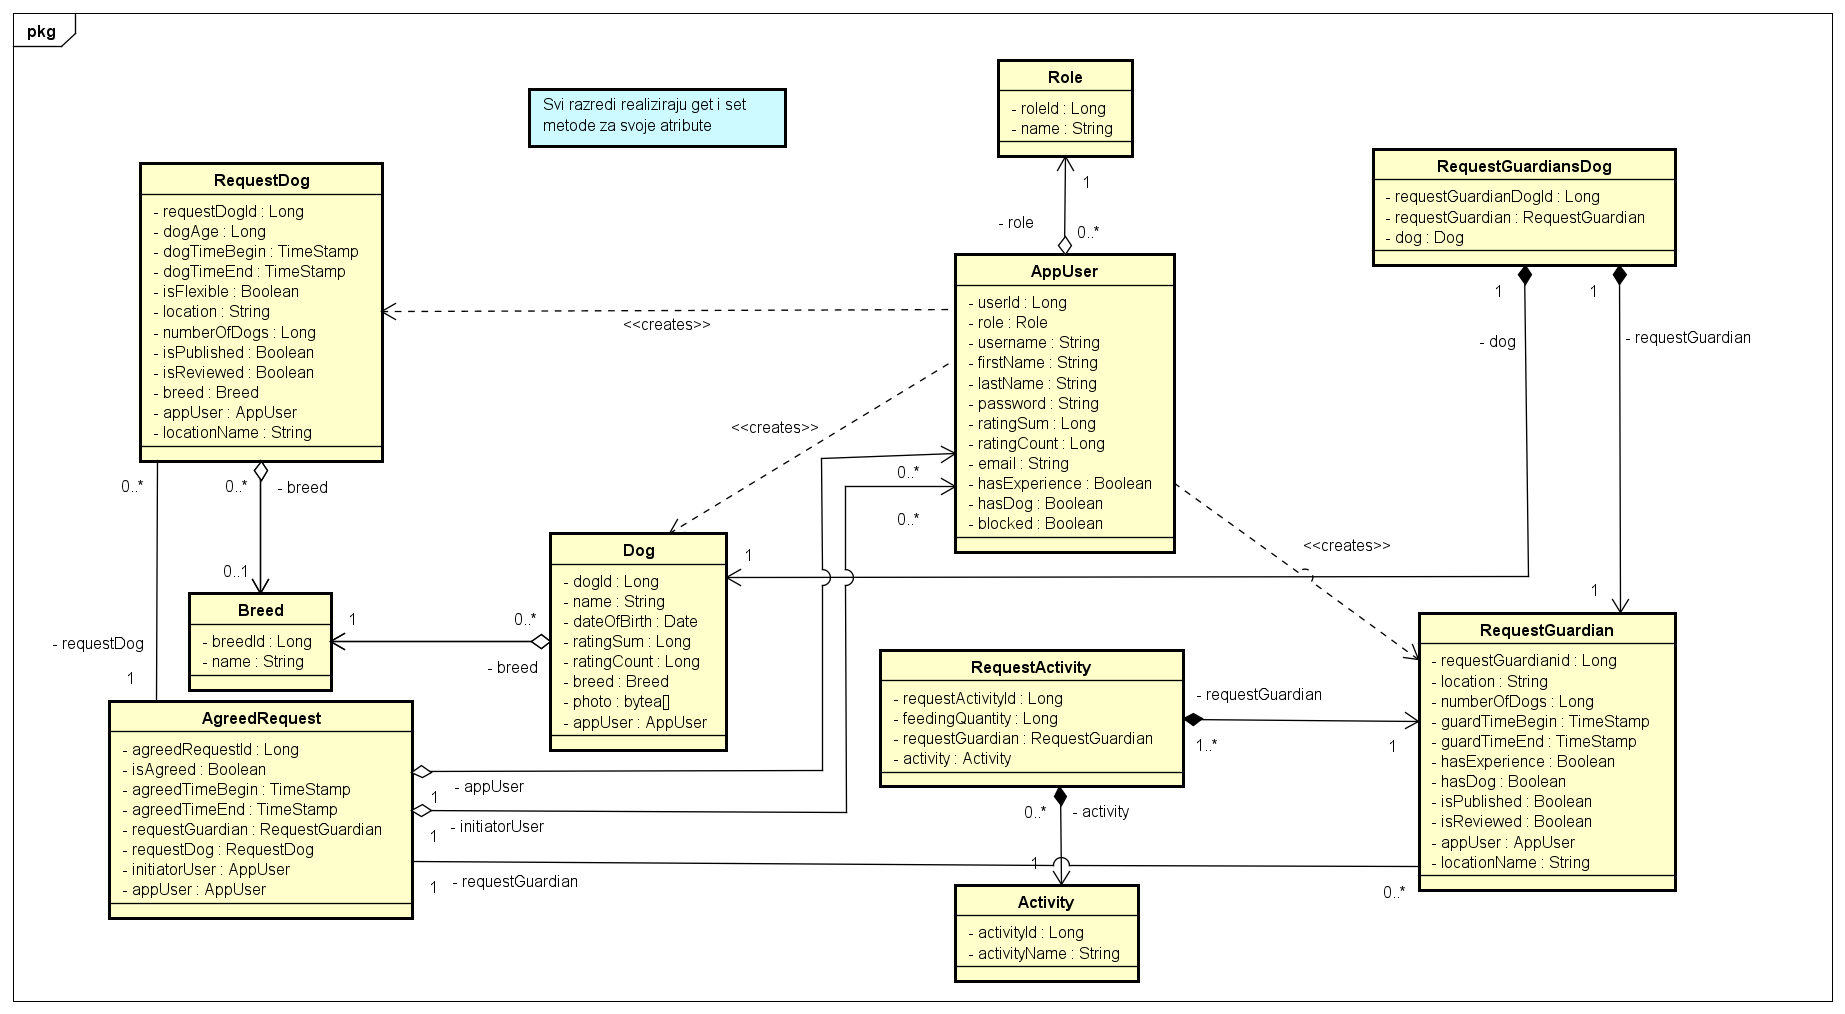 pkg
Svi razredi realiziraju get i set
metode za svoje atribute
Role
- roleId : Long
- name : String
1
- role
0..*
RequestGuardiansDog
- requestGuardianDogId : Long
- requestGuardian : RequestGuardian
- dog : Dog
1
1
- dog
- requestGuardian
RequestDog
- requestDogId : Long
- dogAge : Long
- dogTimeBegin : TimeStamp
- dogTimeEnd : TimeStamp
- isFlexible : Boolean
- location : String
- numberOfDogs : Long
- isPublished : Boolean
- isReviewed : Boolean
- breed : Breed
- appUser : AppUser
- locationName : String
0..*
0..*
- breed
<<creates>>
<<creates>>
<<creates>>
AppUser
- userId : Long
- role : Role
- username : String
- firstName : String
- lastName : String
- password : String
- ratingSum : Long
- ratingCount : Long
- email : String
- hasExperience : Boolean
- hasDog : Boolean
- blocked : Boolean
0..*
0..*
0..1
Breed
- breedId : Long
- name : String
1
0..*
- breed
Dog
- dogId : Long
- name : String
- dateOfBirth : Date
- ratingSum : Long
- ratingCount : Long
- breed : Breed
- photo : bytea[]
- appUser : AppUser
1
- requestDog
1
AgreedRequest
- agreedRequestId : Long
- isAgreed : Boolean
- agreedTimeBegin : TimeStamp
- agreedTimeEnd : TimeStamp
- requestGuardian : RequestGuardian
- requestDog : RequestDog
- initiatorUser : AppUser
- appUser : AppUser
1
- appUser
1
- initiatorUser
1
- requestGuardian
0..*
RequestActivity
- requestActivityId : Long
- feedingQuantity : Long
- requestGuardian : RequestGuardian
- activity : Activity
- requestGuardian
1..*
1
0..*
- activity
1
Activity
- activityId : Long
- activityName : String
1
RequestGuardian
- requestGuardianid : Long
- location : String
- numberOfDogs : Long
- guardTimeBegin : TimeStamp
- guardTimeEnd : TimeStamp
- hasExperience : Boolean
- hasDog : Boolean
- isPublished : Boolean
- isReviewed : Boolean
- appUser : AppUser
- locationName : String